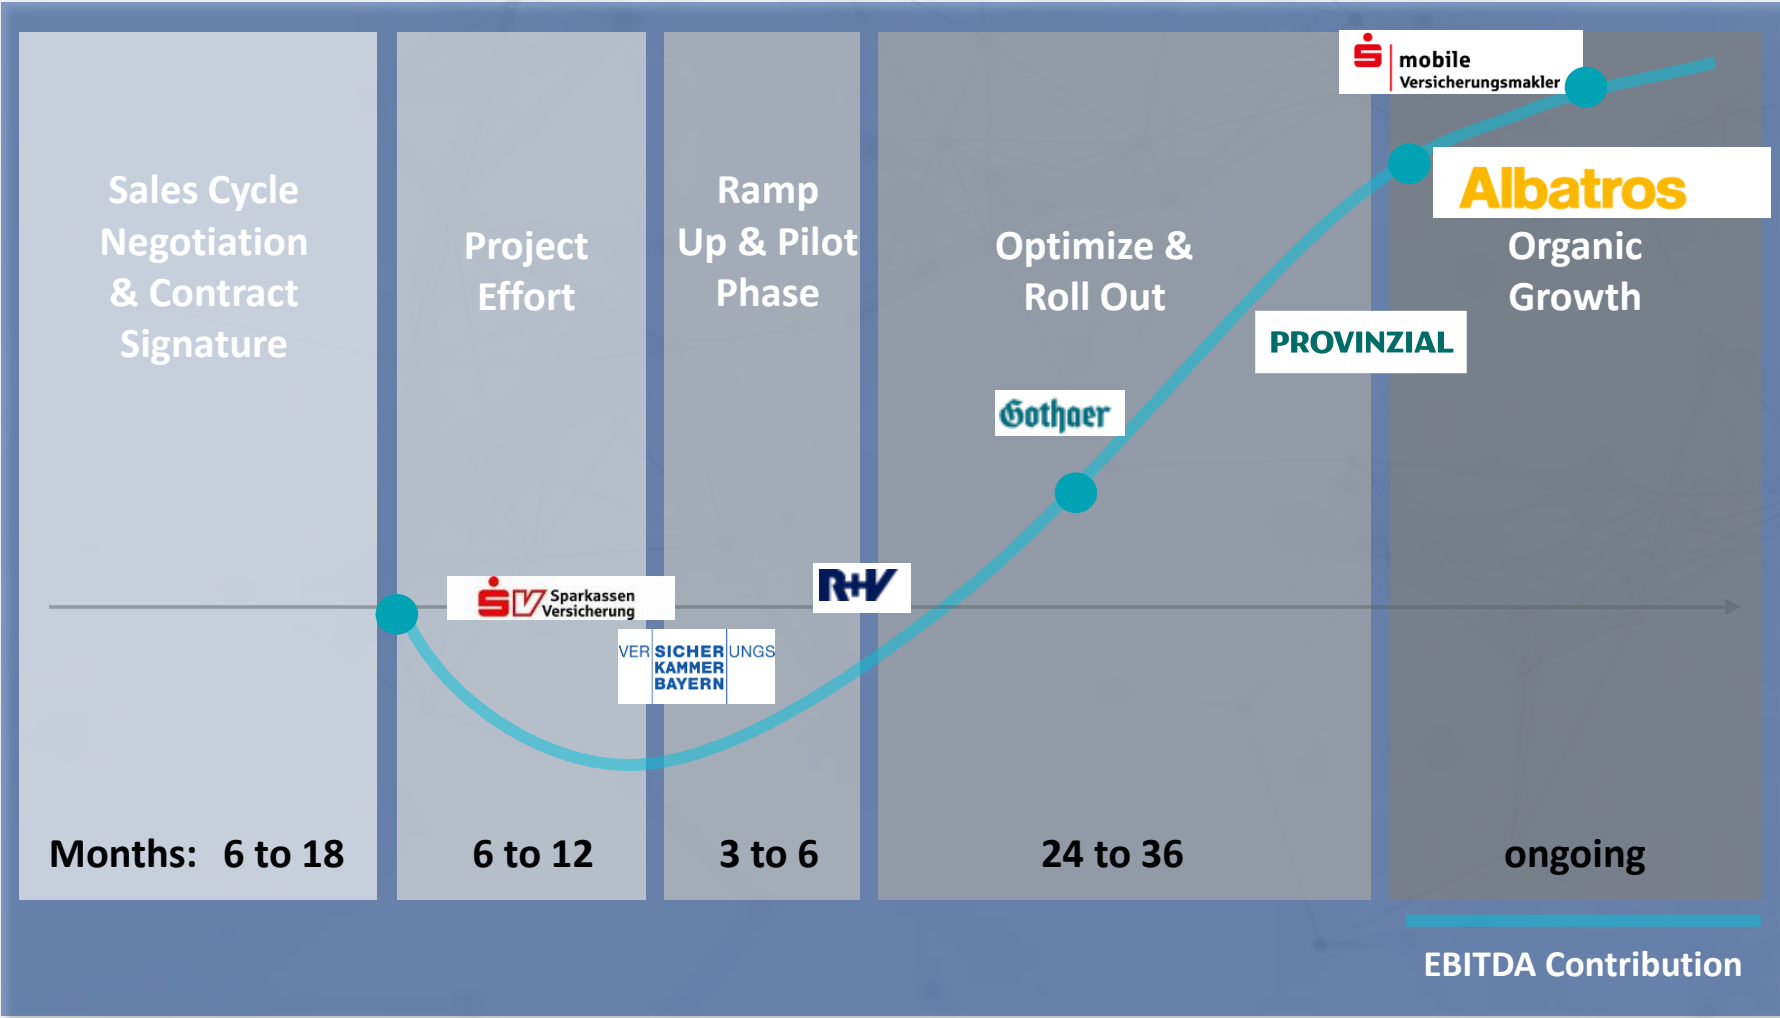 Sales Cycle
Negotiation
& Contract
Signature
Project
Effort
Ramp
Up & Pilot
Phase
Optimize &
Roll Out
Organic
Growth
mobile
Versicherungsmakler
Albatros
PROVINZIAL
Gothaer
R+V
Sparkassen
Versicherung
VER SICHER UNGS
KAMMER
BAYERN
Months: 6 to 18
6 to 12
3 to 6
24 to 36
ongoing
EBITDA Contribution